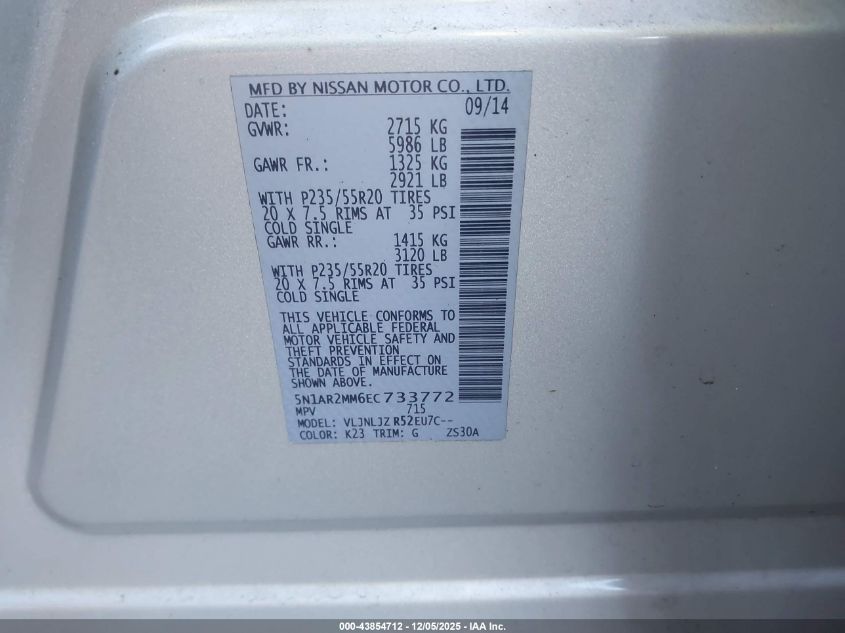 MFD BY NISSAN MOTOR CO., LTD.
DATE: 09/14
GVWR: 2715 KG
5986 LB
GAWR FR.: 1325 KG
2921 LB
WITH P235/55R20 TIRES
20 X 7.5 RIMS AT 35 PSI
COLD SINGLE
GAWR RR.: 1415 KG
3120 LB
WITH P235/55R20 TIRES
20 X 7.5 RIMS AT 35 PSI
COLD SINGLE
THIS VEHICLE CONFORMS TO
ALL APPLICABLE FEDERAL
MOTOR VEHICLE SAFETY AND
THEFT PREVENTION
STANDARDS IN EFFECT ON
THE DATE OF MANUFACTURE
SHOWN ABOVE.
5N1AR2MM6EC733772
MPV 715
MODEL: VLJNLJZ R52EU7C--
COLOR: K23 TRIM: G ZS30A
000-43854712 - 12/05/2025 - IAA Inc.